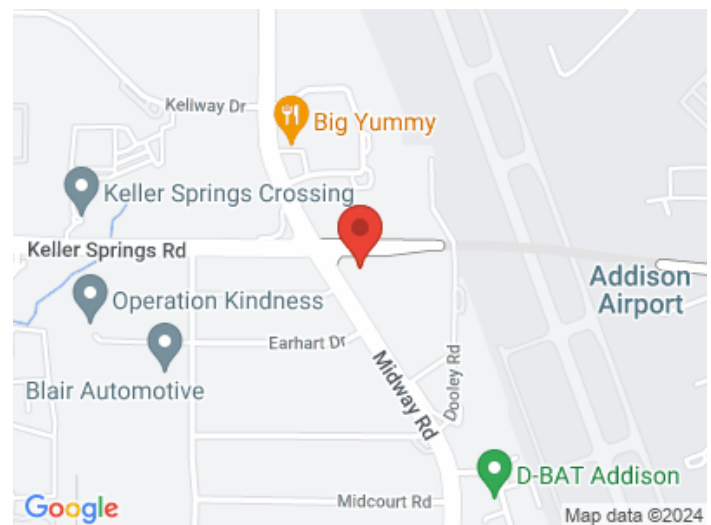 Kellway Dr
Big Yummy
Keller Springs Crossing
Keller Springs Rd
Addison
Airport
Operation Kindness
Earhart Dr
Blair Automotive
Midway Rd
Dooley Rd
D-BAT Addison
Midcourt Rd
Google
Map data ©2024